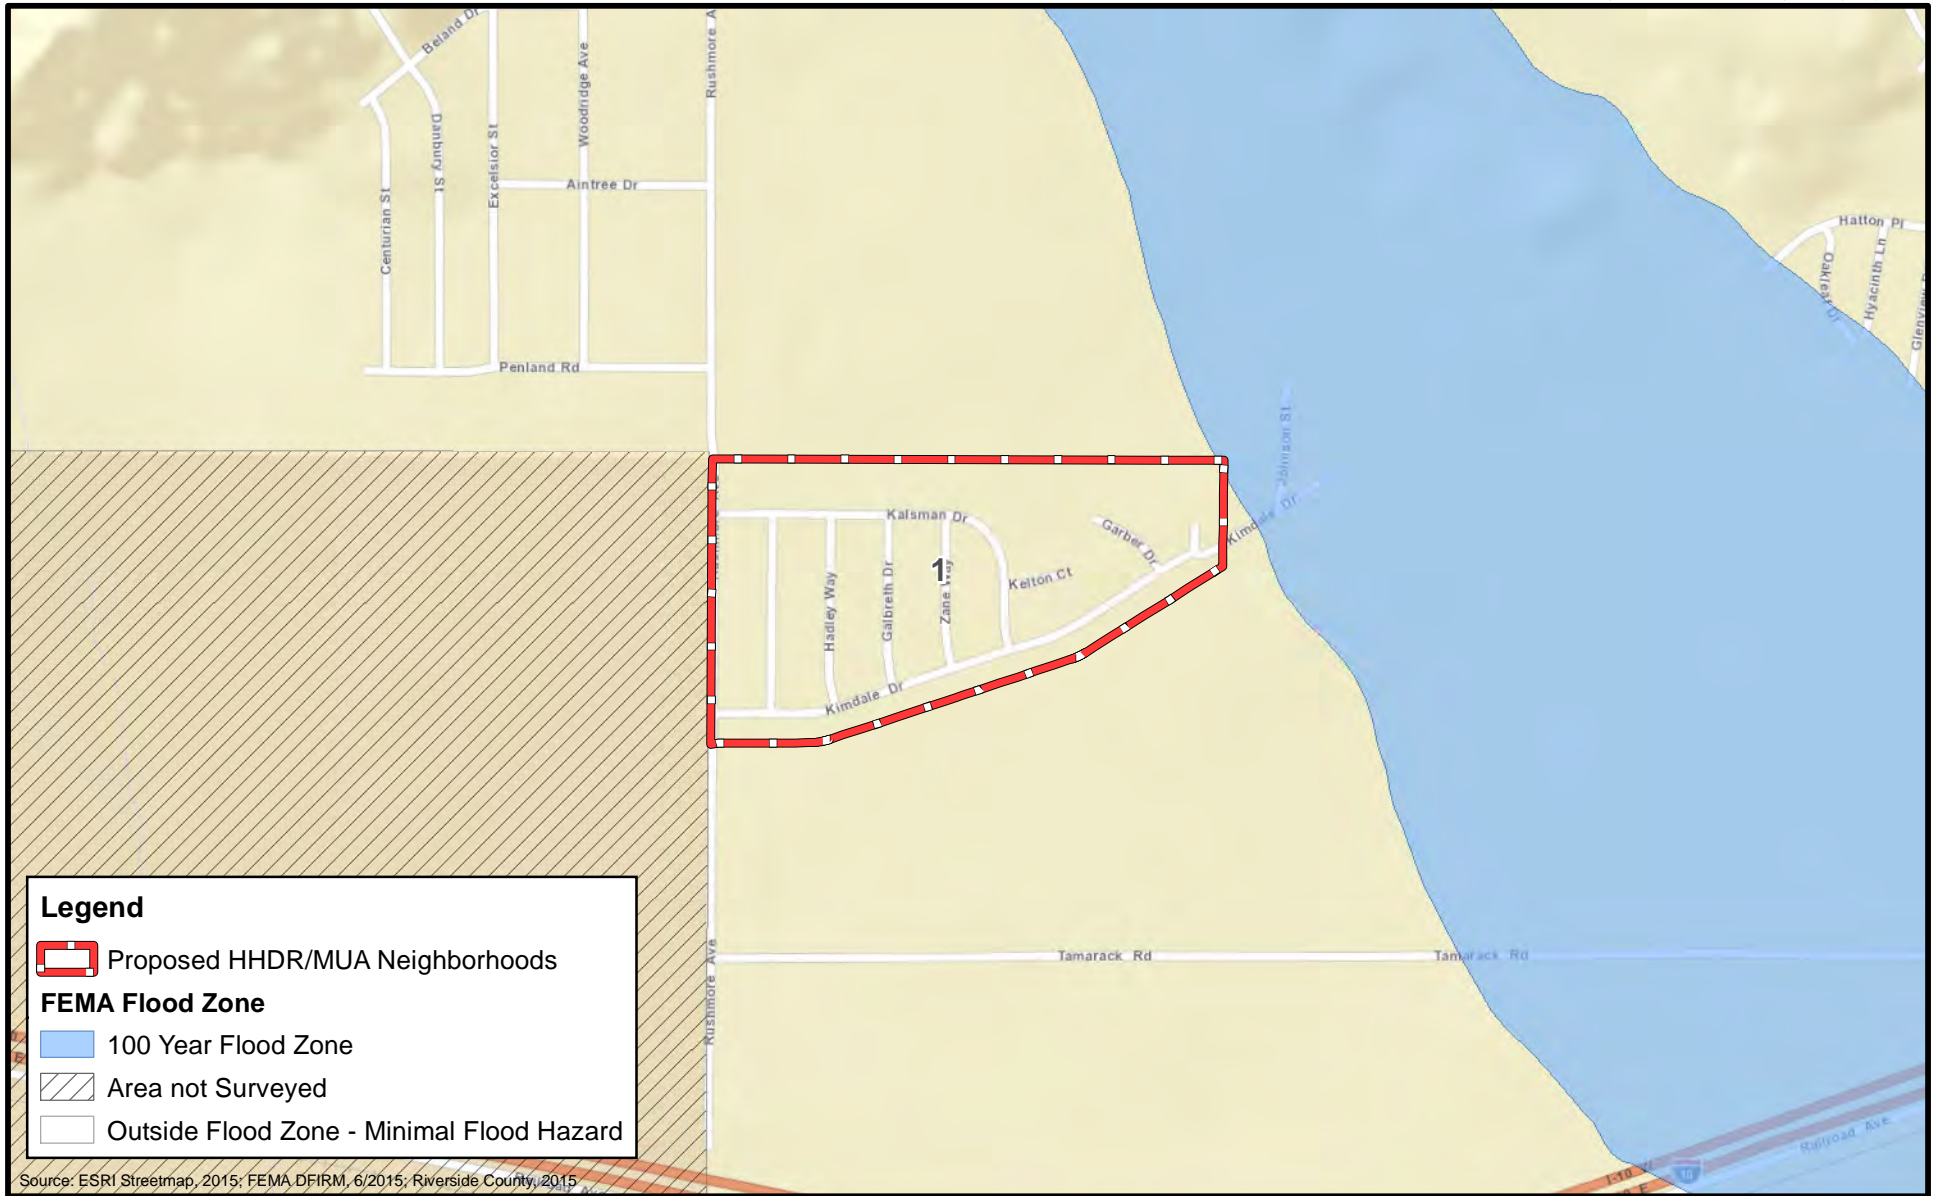 Beland Dr
Rushmore A
Woodridge Ave
Danbury St
Excelsior St
Centurian St
Aintree Dr
Penland Rd
Hatton Pl
Oakleaf Dr
Hyacinth Ln
Glenview
Johnson St
Kimdale Dr
Kalsman Dr
Garber Dr
Kelton Ct
1
Zane Way
Galbreth Dr
Hadley Way
Kimdale Dr
Tamarack Rd
Tamarack Rd
Rushmore Ave
Railroad Ave
I-10 W
10
E
Legend
Proposed HHDR/MUA Neighborhoods
FEMA Flood Zone
100 Year Flood Zone
Area not Surveyed
Outside Flood Zone - Minimal Flood Hazard
Source: ESRI Streetmap, 2015; FEMA DFIRM, 6/2015; Riverside County, 2015